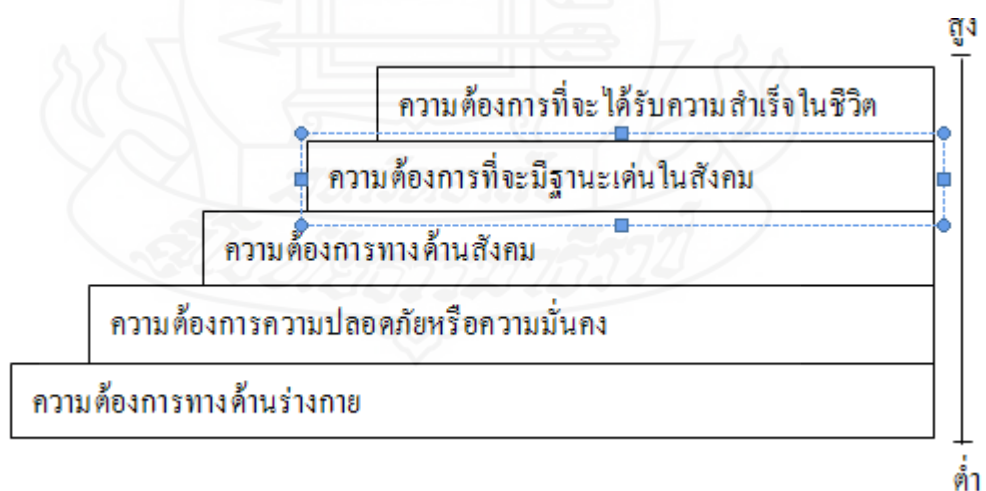 สูง
ความต้องการที่จะได้รับความสำเร็จในชีวิต
ความต้องการที่จะมีฐานะเด่นในสังคม
ความต้องการทางด้านสังคม
ความต้องการความปลอดภัยหรือความมั่นคง
ความต้องการทางด้านร่างกาย
ต่ำ